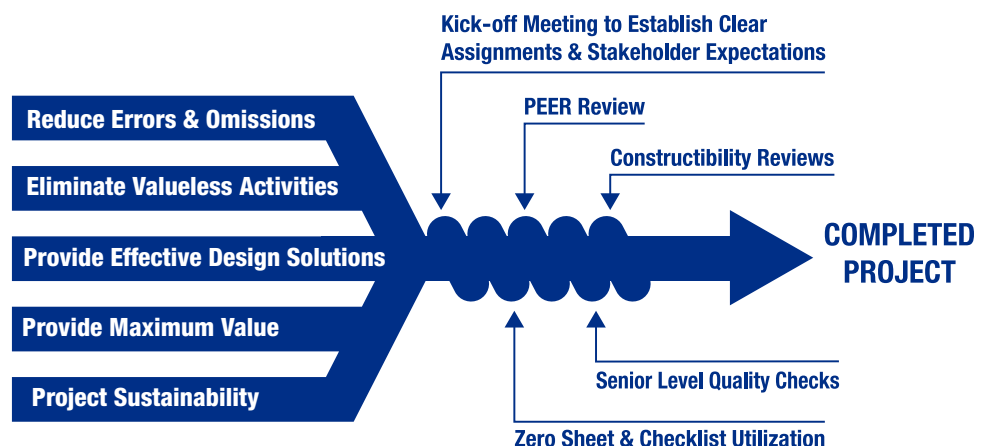 Kick-off Meeting to Establish Clear
Assignments & Stakeholder Expectations
PEER Review
Constructibility Reviews
Reduce Errors & Omissions
Eliminate Valueless Activities
Provide Effective Design Solutions
Provide Maximum Value
Project Sustainability
COMPLETED
PROJECT
Senior Level Quality Checks
Zero Sheet & Checklist Utilization